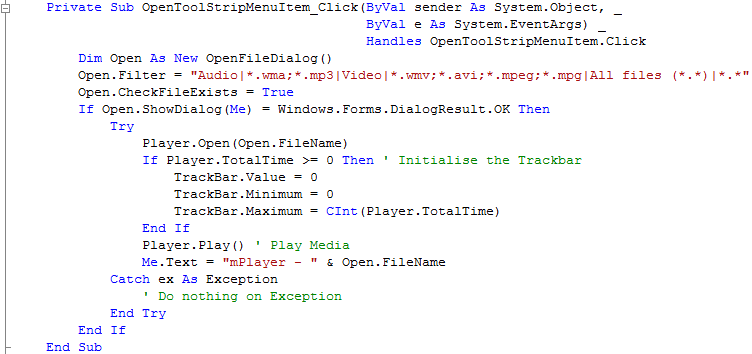 Private Sub OpenToolStripMenuItem_Click(ByVal sender As System.Object, _
ByVal e As System.EventArgs) _
Handles OpenToolStripMenuItem.Click
Dim Open As New OpenFileDialog()
Open.Filter = "Audio|*.wma;*.mp3|Video|*.wmv;*.avi;*.mpeg;*.mpg|All files (*.*)|*.*"
Open.CheckFileExists = True
If Open.ShowDialog(Me) = Windows.Forms.DialogResult.OK Then
Try
Player.Open(Open.FileName)
If Player.TotalTime >= 0 Then ' Initialise the Trackbar
TrackBar.Value = 0
TrackBar.Minimum = 0
TrackBar.Maximum = CInt(Player.TotalTime)
End If
Player.Play() ' Play Media
Me.Text = "mPlayer - " & Open.FileName
Catch ex As Exception
' Do nothing on Exception
End Try
End If
End Sub